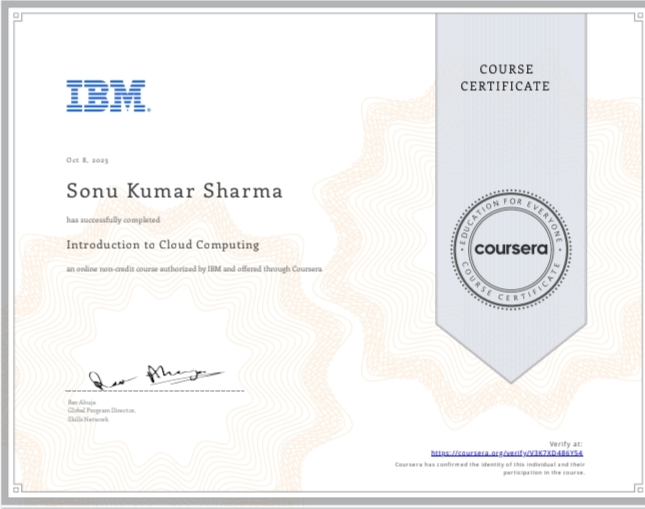 COURSE
CERTIFICATE
IBM
Oct 8, 2023
Sonu Kumar Sharma
has successfully completed
Introduction to Cloud Computing
an online non-credit course authorized by IBM and offered through Coursera
EDUCATION FOR EVERYONE
coursera
COURSE CERTIFICATE
Rav Ahuja
Global Program Director,
Skills Network
Verify at:
https://coursera.org/verify/V3K7XD486YS4
Coursera has confirmed the identity of this individual and their
participation in the course.